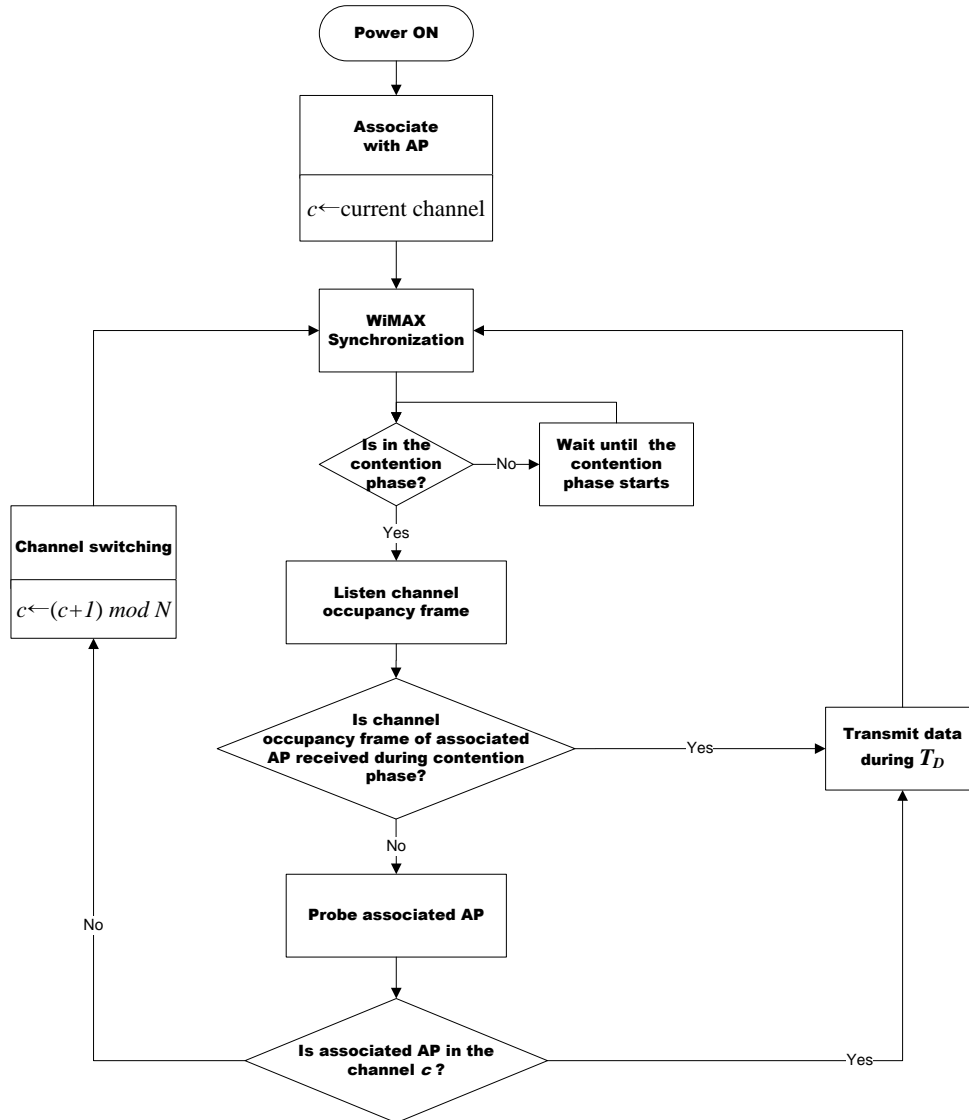 Power ON
Associate
with AP
c←current channel
WiMAX
Synchronization
Is in the
contention
phase?
No
Wait until the
contention
phase starts
Yes
Channel switching
c←(c+1) mod N
Listen channel
occupancy frame
Is channel
occupancy frame of associated
AP received during contention
phase?
Yes
Transmit data
during T_D
No
Probe associated AP
No
Is associated AP in the
channel c ?
Yes